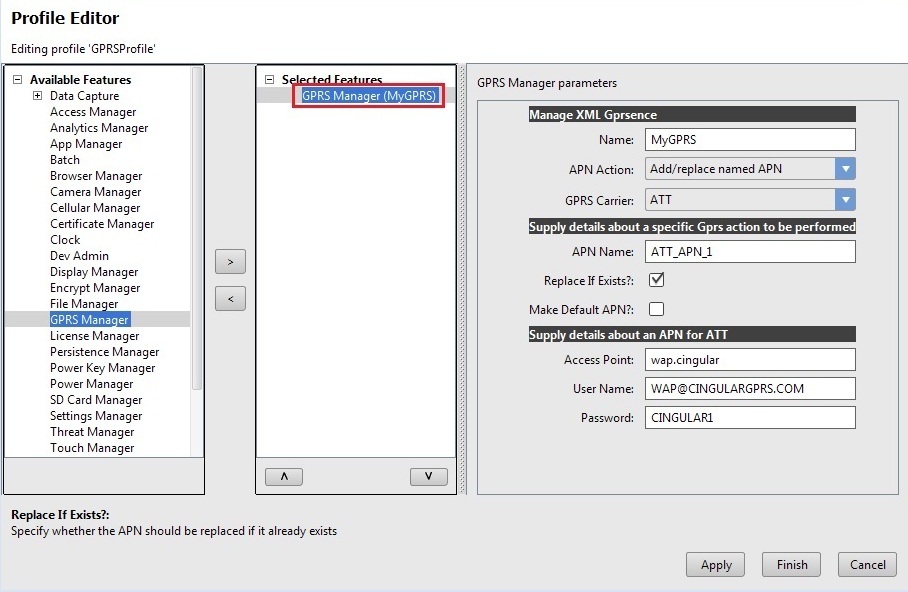 Profile Editor
Editing profile 'GPRSProfile'
Available Features
Data Capture
Access Manager
Analytics Manager
App Manager
Batch
Browser Manager
Camera Manager
Cellular Manager
Certificate Manager
Clock
Dev Admin
Display Manager
Encrypt Manager
File Manager
GPRS Manager
License Manager
Persistence Manager
Power Key Manager
Power Manager
SD Card Manager
Settings Manager
Threat Manager
Touch Manager
>
<
Selected Features
GPRS Manager (MyGPRS)
GPRS Manager parameters
Manage XML Gprsence
Name: MyGPRS
APN Action: Add/replace named APN
GPRS Carrier: ATT
Supply details about a specific Gprs action to be performed
APN Name: ATT_APN_1
Replace If Exists?:
Make Default APN?:
Supply details about an APN for ATT
Access Point: wap.cingular
User Name: WAP@CINGULARGPRS.COM
Password: CINGULAR1
Replace If Exists?:
Specify whether the APN should be replaced if it already exists
Apply Finish Cancel